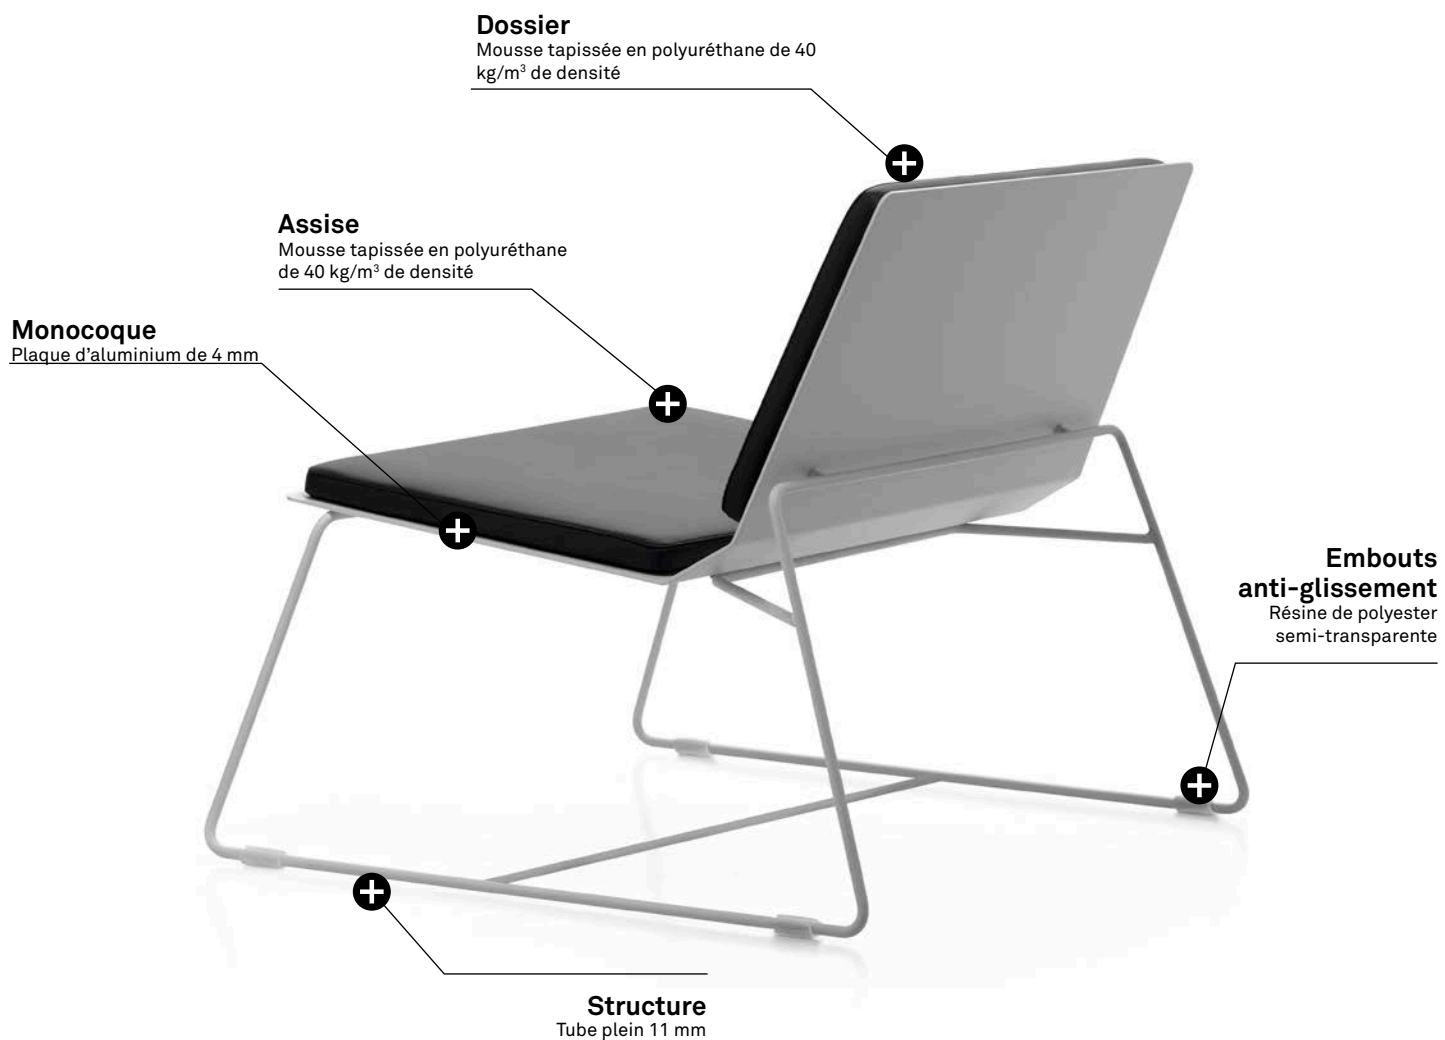 Dossier
Mousse tapissée en polyuréthane de 40
kg/m³ de densité
Assise
Mousse tapissée en polyuréthane
de 40 kg/m³ de densité
Monocoque
Plaque d’aluminium de 4 mm
Embouts
anti-glissement
Résine de polyester
semi-transparente
Structure
Tube plein 11 mm